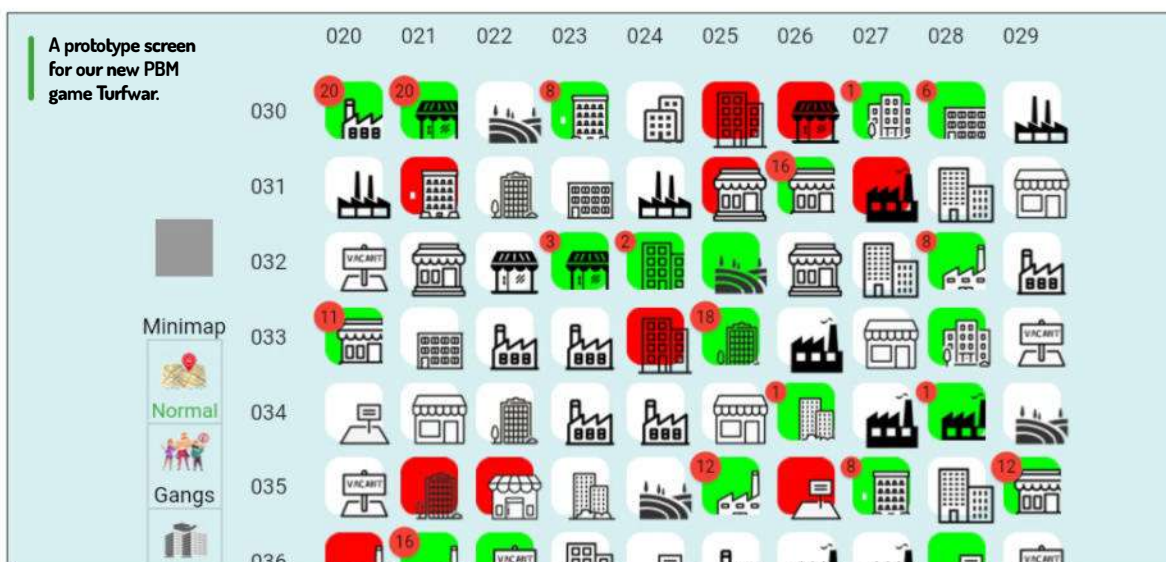 A prototype screen
for our new PBM
game Turfwar.
020 021 022 023 024 025 026 027 028 029
030 20 20 8 1 6
031 16
032 VACANT 3 2 8
033 11 18 VACANT
Minimap
034 1 1
Normal
035 VACANT 12 8 12
Gangs
036 16 VACANT VACANT